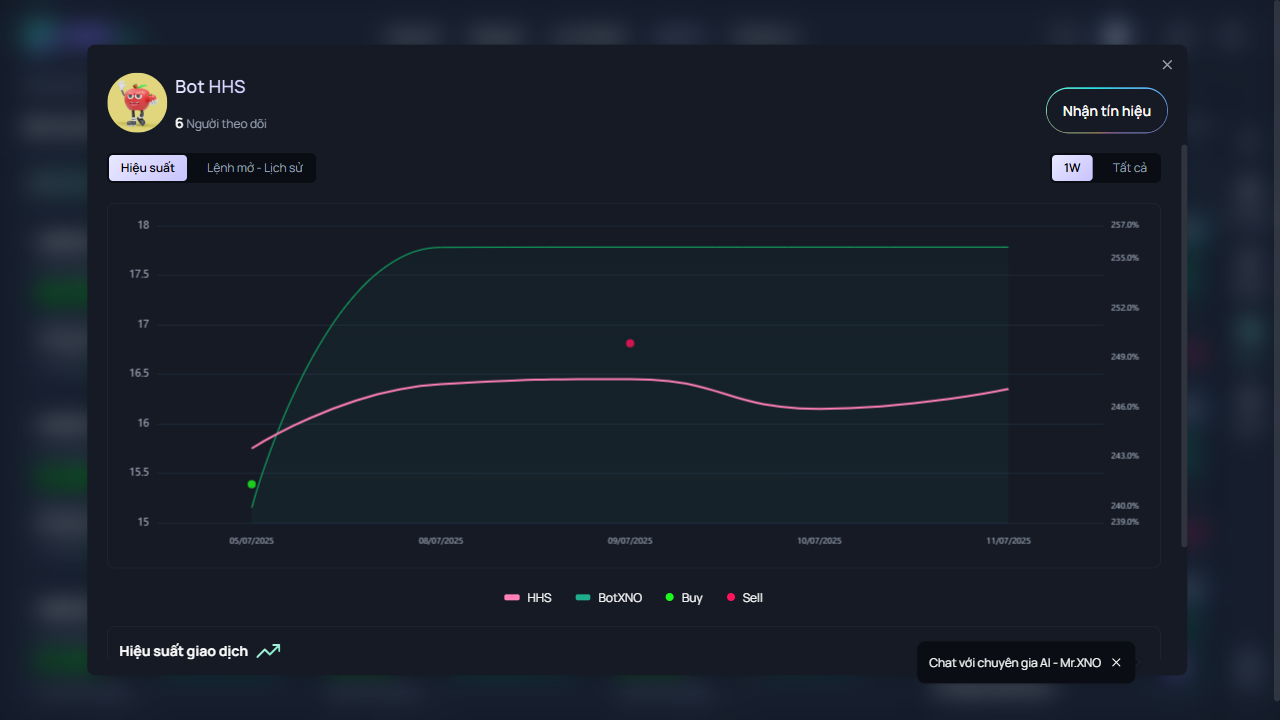 Bot HHS
6 Người theo dõi
Nhận tín hiệu
Hiệu suất
Lệnh mở - Lịch sử
1W
Tất cả
18
17.5
17
16.5
16
15.5
15
257.0%
255.0%
252.0%
249.0%
246.0%
243.0%
240.0%
239.0%
05/07/2025
08/07/2025
09/07/2025
10/07/2025
11/07/2025
HHS
BotXNO
Buy
Sell
Hiệu suất giao dịch
Chat với chuyên gia AI - Mr.XNO